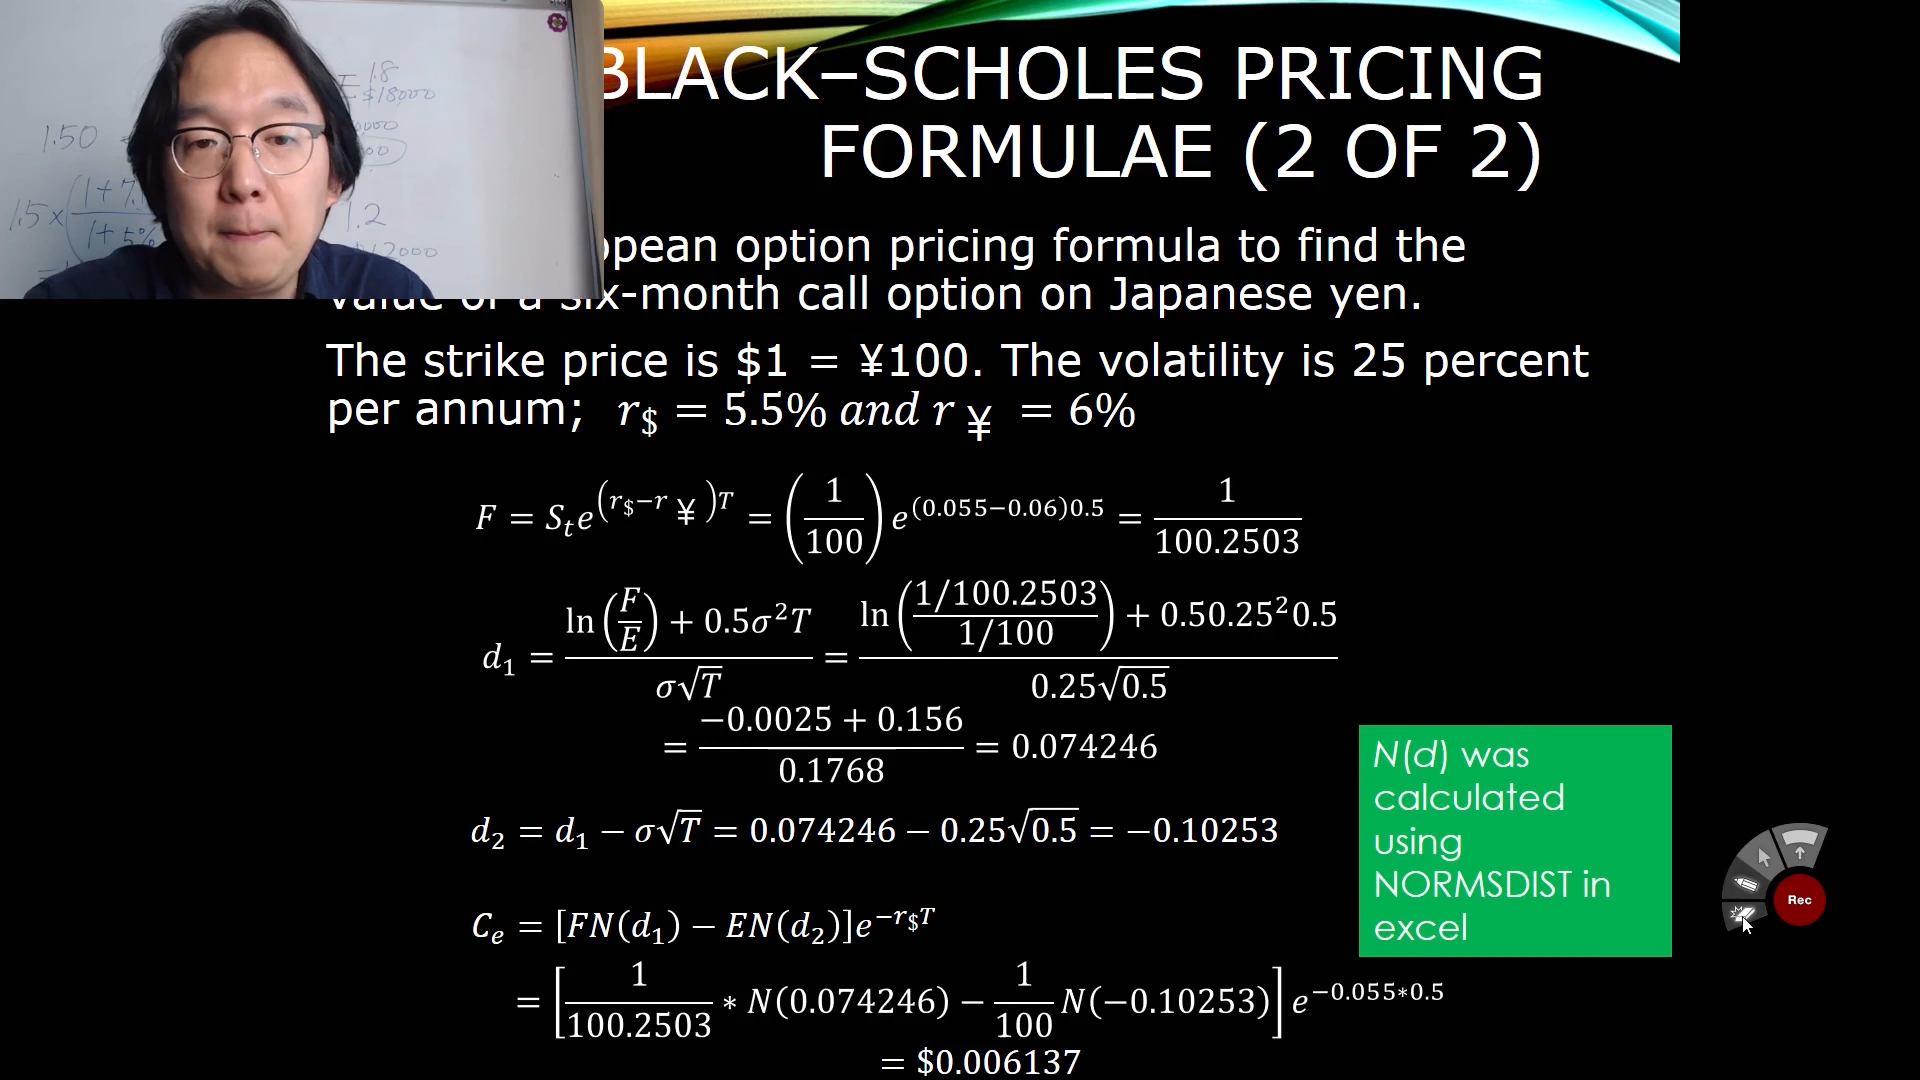 BLACK–SCHOLES PRICING
FORMULAE (2 OF 2)
1.8
$18000
1.50
1.2
option pricing formula to find the
of a six-month call option on Japanese yen.
The strike price is $1 = ¥100. The volatility is 25 percent
per annum; r$ = 5.5% and r ¥ = 6%
F = Sₜe^(r$−r ¥)T = (1/100) e^(0.055−0.06)0.5 = 1/100.2503
d₁ = (ln(F/E) + 0.5σ²T)/(σ√T) = (ln((1/100.2503)/(1/100)) + 0.50.25²0.5)/(0.25√0.5)
= (−0.0025 + 0.156)/0.1768 = 0.074246
d₂ = d₁ − σ√T = 0.074246 − 0.25√0.5 = −0.10253
Cₑ = [FN(d₁) − EN(d₂)]e^−r$T
= [1/100.2503 * N(0.074246) − 1/100 N(−0.10253)] e^−0.055*0.5
= $0.006137
N(d) was
calculated
using
NORMSDIST in
excel
Rec